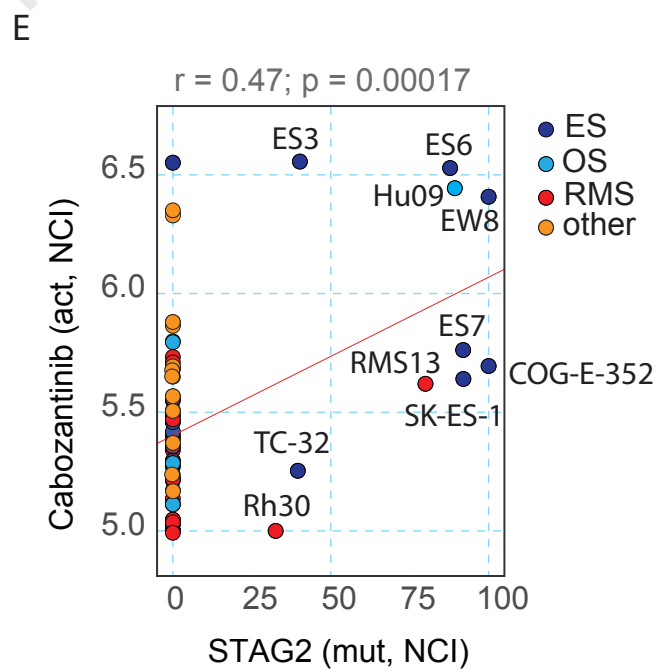 E
r = 0.47; p = 0.00017
ES3
ES6
Hu09
EW8
ES7
RMS13
COG-E-352
SK-ES-1
TC-32
Rh30
6.5
6.0
5.5
5.0
Cabozantinib (act, NCI)
0 25 50 75 100
STAG2 (mut, NCI)
ES
OS
RMS
other